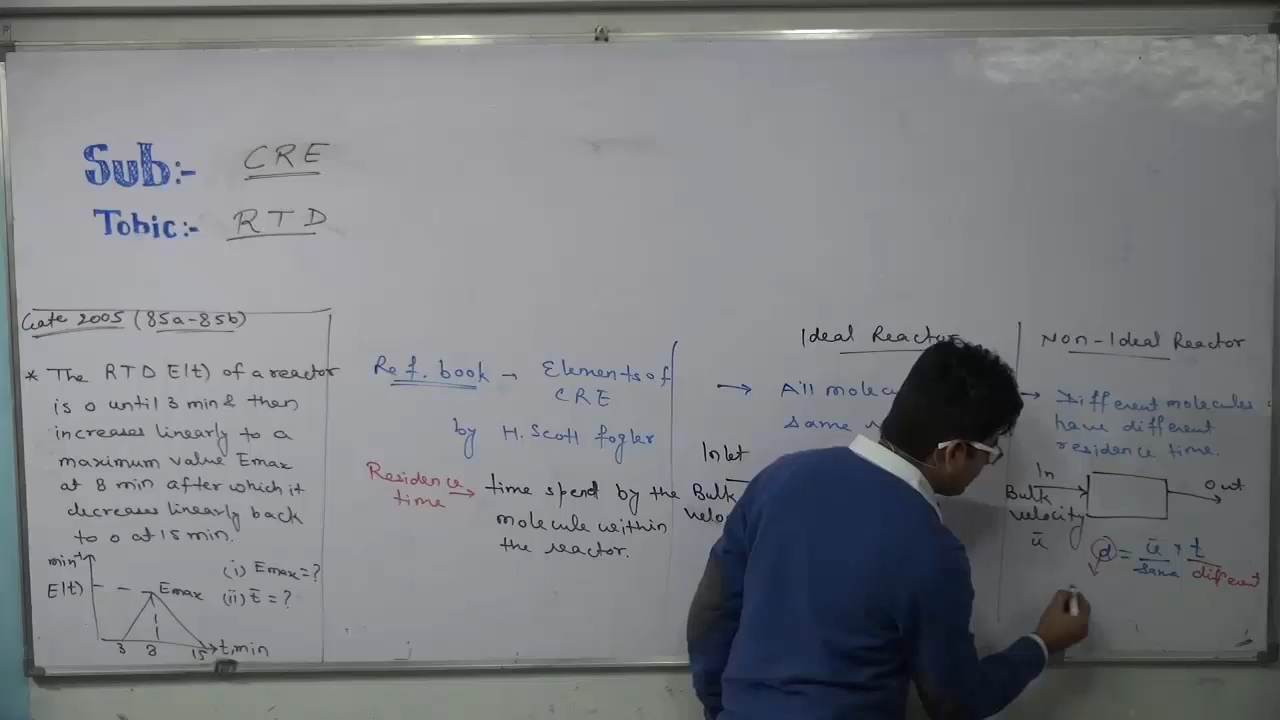 Sub:- CRE
Tobic:- RTD
Gate 2005 (85a-85b)
* The RTD E(t) of a reactor
is 0 until 3 min & then
increases linearly to a
maximum value Emax
at 8 min after which it
decreases linearly back
to 0 at 15 min.
min⁻¹
E(t)
Emax
3 8 15 t, min
(i) Emax = ?
(ii) t̄ = ?
Ref. book → Elements of
CRE
by H. Scott fogler
Residence
time → time spend by the
molecule within
the reactor.
Ideal Reactor
→ All molecu
same
Inlet
Bulk
velo
Non-Ideal Reactor
→ Different molecules
have different
residence time.
In
out
Bulk
velocity
ū
d = ū × t
same different